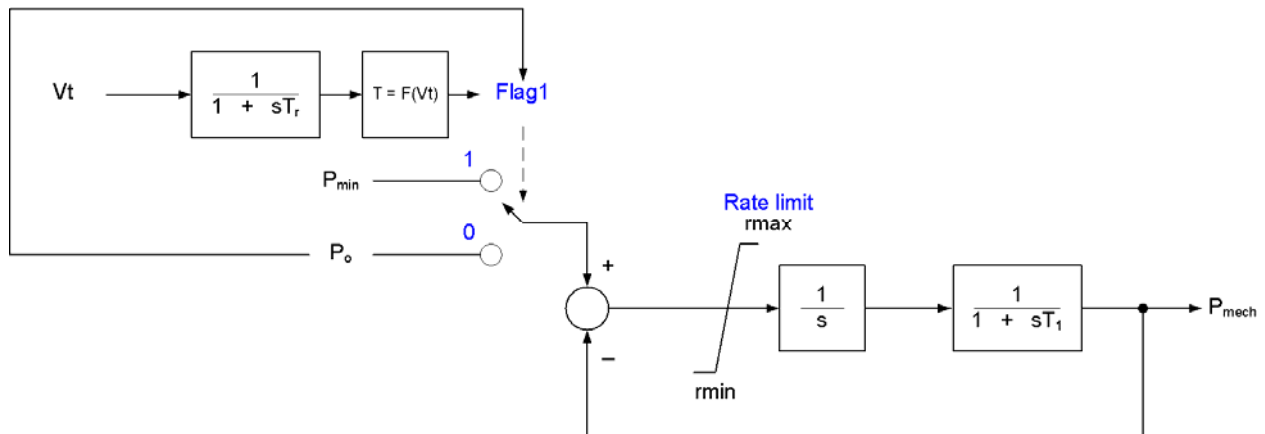 Vt
1
1 + sTr
T = F(Vt)
Flag1
1
Pmin
0
Po
+
−
Rate limit
rmax
rmin
1
s
1
1 + sT1
Pmech